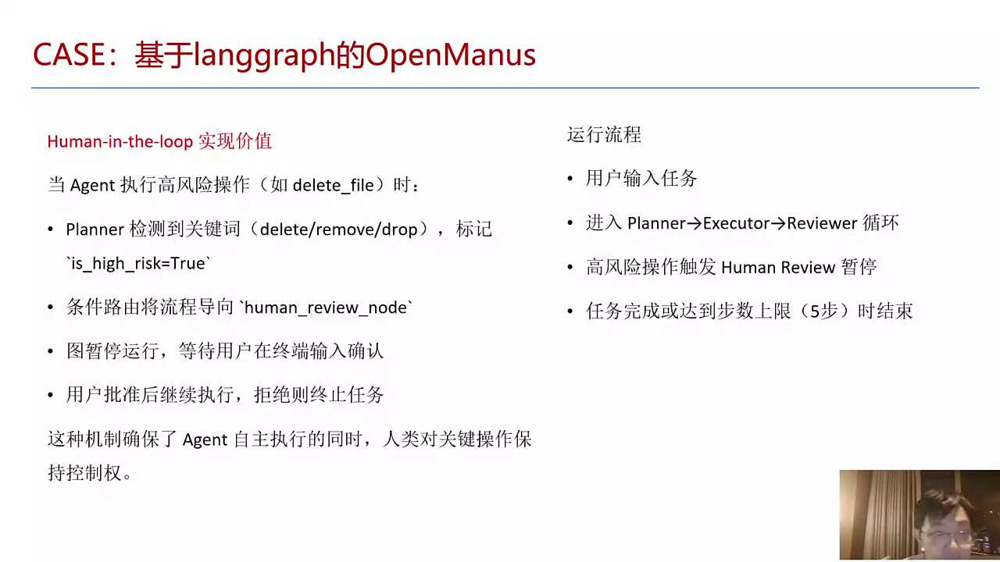 CASE：基于langgraph的OpenManus
Human-in-the-loop 实现价值
当 Agent 执行高风险操作（如 delete_file）时：
• Planner 检测到关键词（delete/remove/drop），标记
`is_high_risk=True`
• 条件路由将流程导向 `human_review_node`
• 图暂停运行，等待用户在终端输入确认
• 用户批准后继续执行，拒绝则终止任务
这种机制确保了 Agent 自主执行的同时，人类对关键操作保
持控制权。
运行流程
• 用户输入任务
• 进入 Planner→Executor→Reviewer 循环
• 高风险操作触发 Human Review 暂停
• 任务完成或达到步数上限（5步）时结束